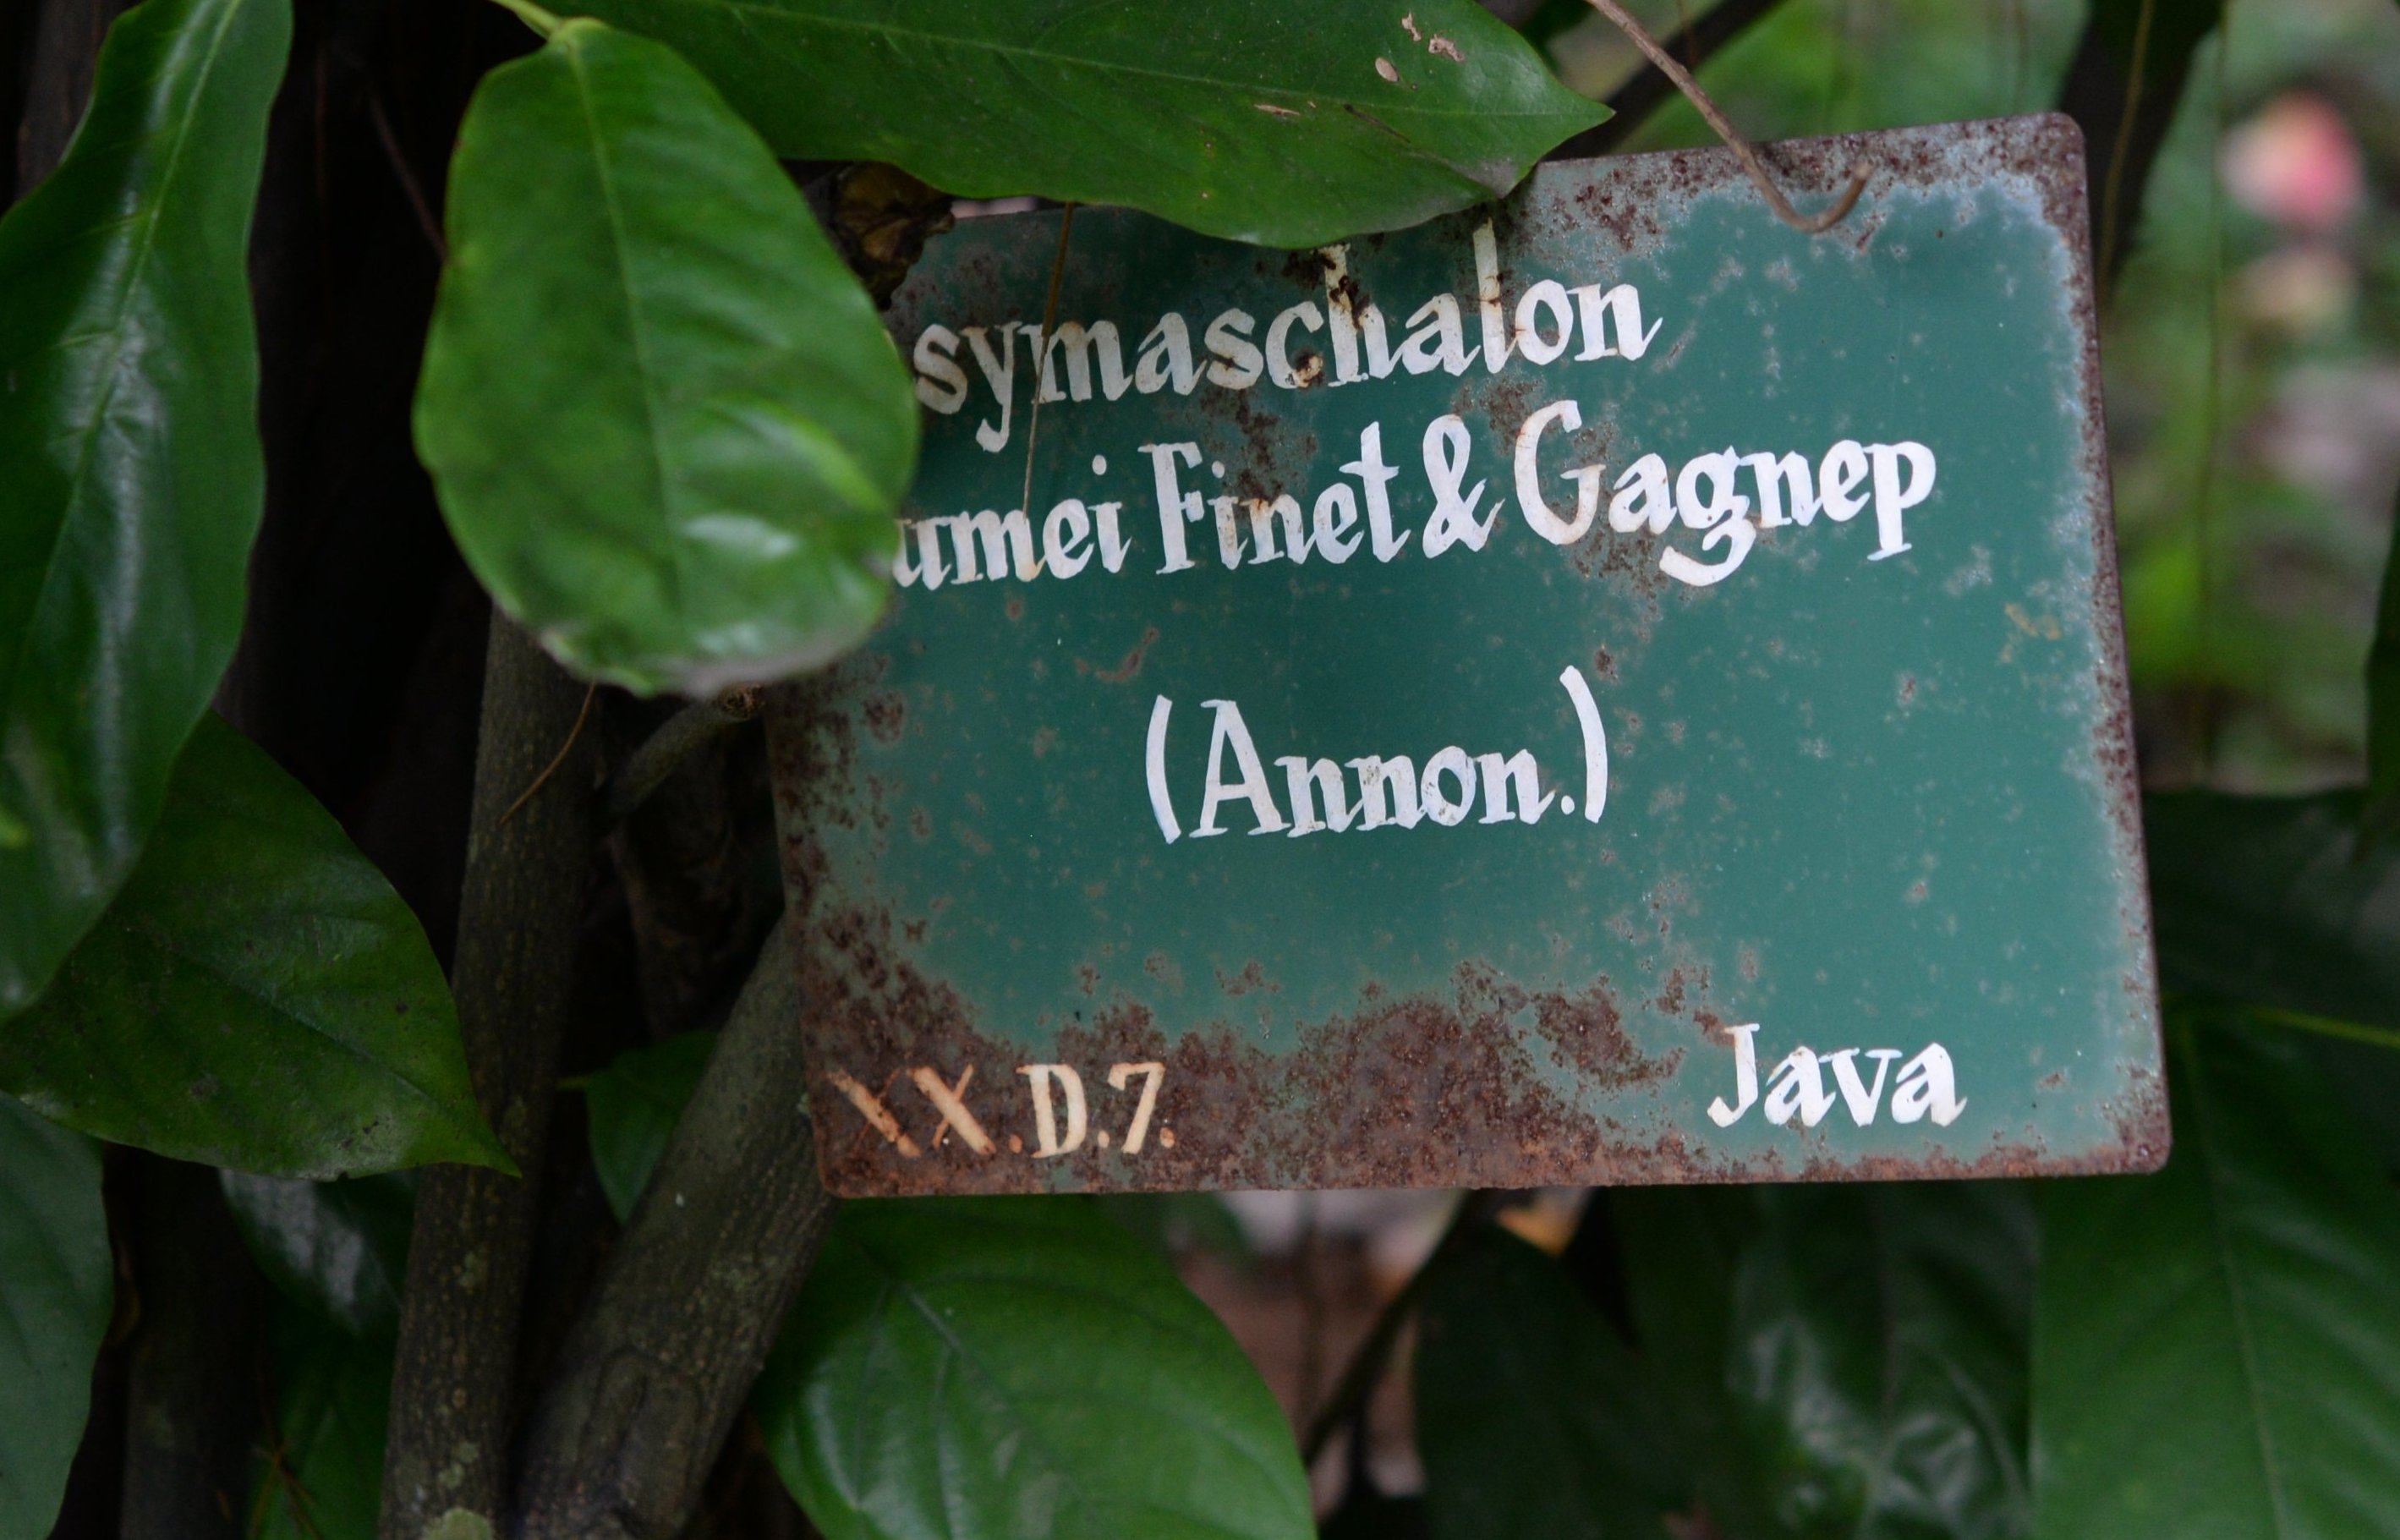 symaschalon
umei Finet & Gagnep
(Annon.)
XX.D.7. Java